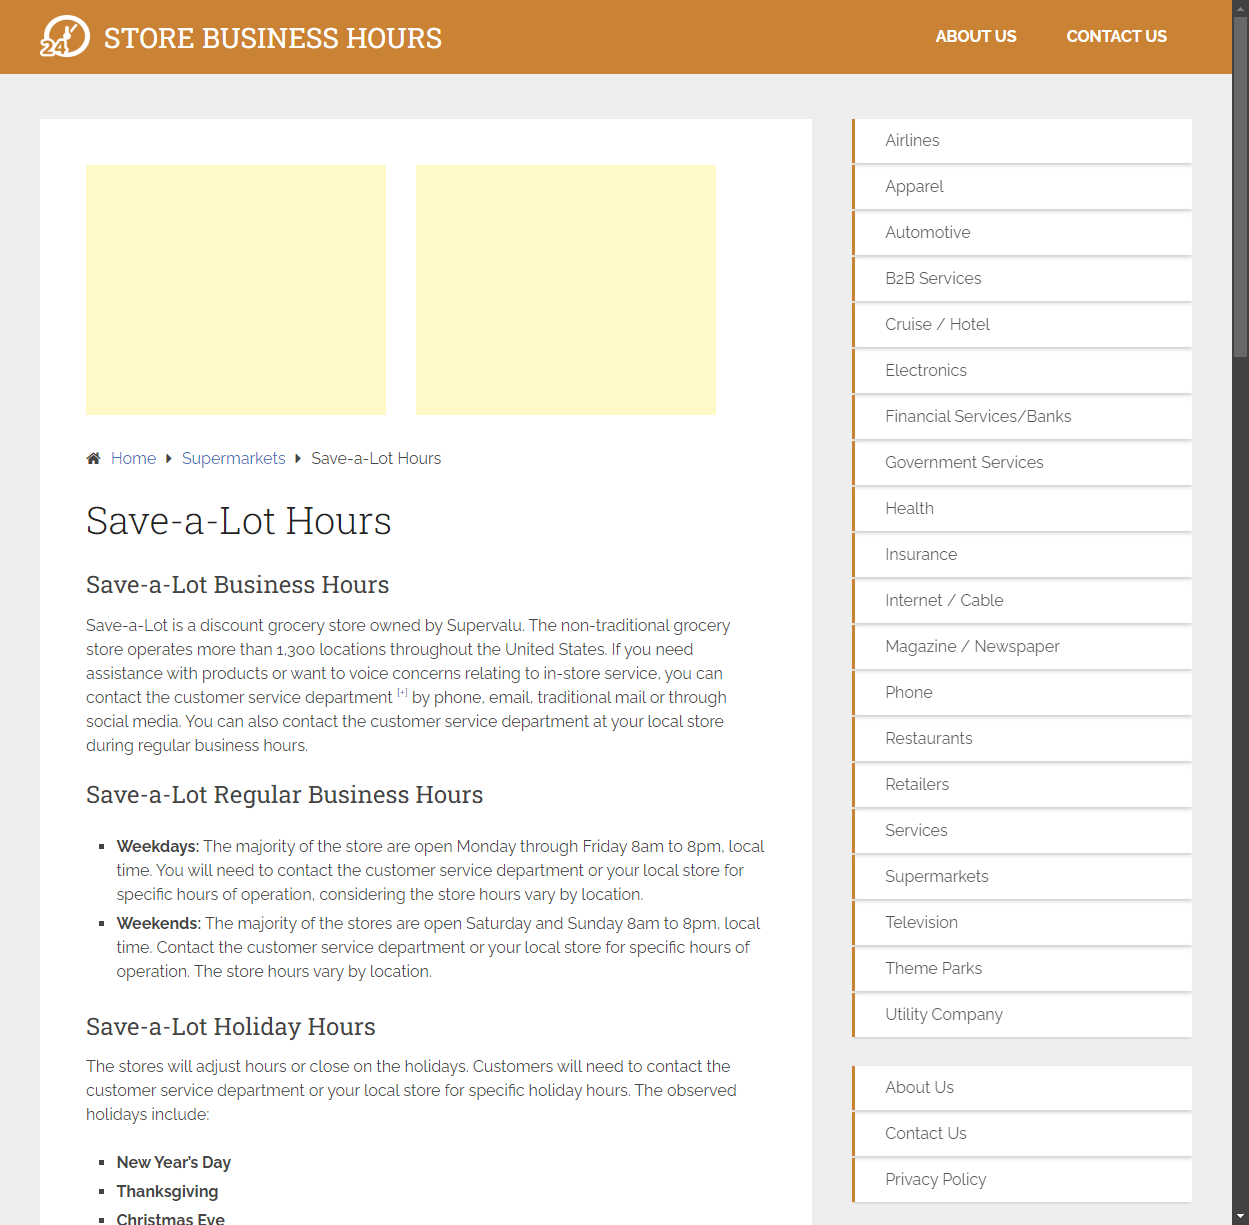 24
STORE BUSINESS HOURS
ABOUT US
CONTACT US
Home
Supermarkets
Save-a-Lot Hours
Save-a-Lot Hours
Save-a-Lot Business Hours
Save-a-Lot is a discount grocery store owned by Supervalu. The non-traditional grocery
store operates more than 1,300 locations throughout the United States. If you need
assistance with products or want to voice concerns relating to in-store service, you can
contact the customer service department [+] by phone, email, traditional mail or through
social media. You can also contact the customer service department at your local store
during regular business hours.
Save-a-Lot Regular Business Hours
Weekdays: The majority of the store are open Monday through Friday 8am to 8pm, local
time. You will need to contact the customer service department or your local store for
specific hours of operation, considering the store hours vary by location.
Weekends: The majority of the stores are open Saturday and Sunday 8am to 8pm, local
time. Contact the customer service department or your local store for specific hours of
operation. The store hours vary by location.
Save-a-Lot Holiday Hours
The stores will adjust hours or close on the holidays. Customers will need to contact the
customer service department or your local store for specific holiday hours. The observed
holidays include:
New Year's Day
Thanksgiving
Christmas Eve
Airlines
Apparel
Automotive
B2B Services
Cruise / Hotel
Electronics
Financial Services/Banks
Government Services
Health
Insurance
Internet / Cable
Magazine / Newspaper
Phone
Restaurants
Retailers
Services
Supermarkets
Television
Theme Parks
Utility Company
About Us
Contact Us
Privacy Policy